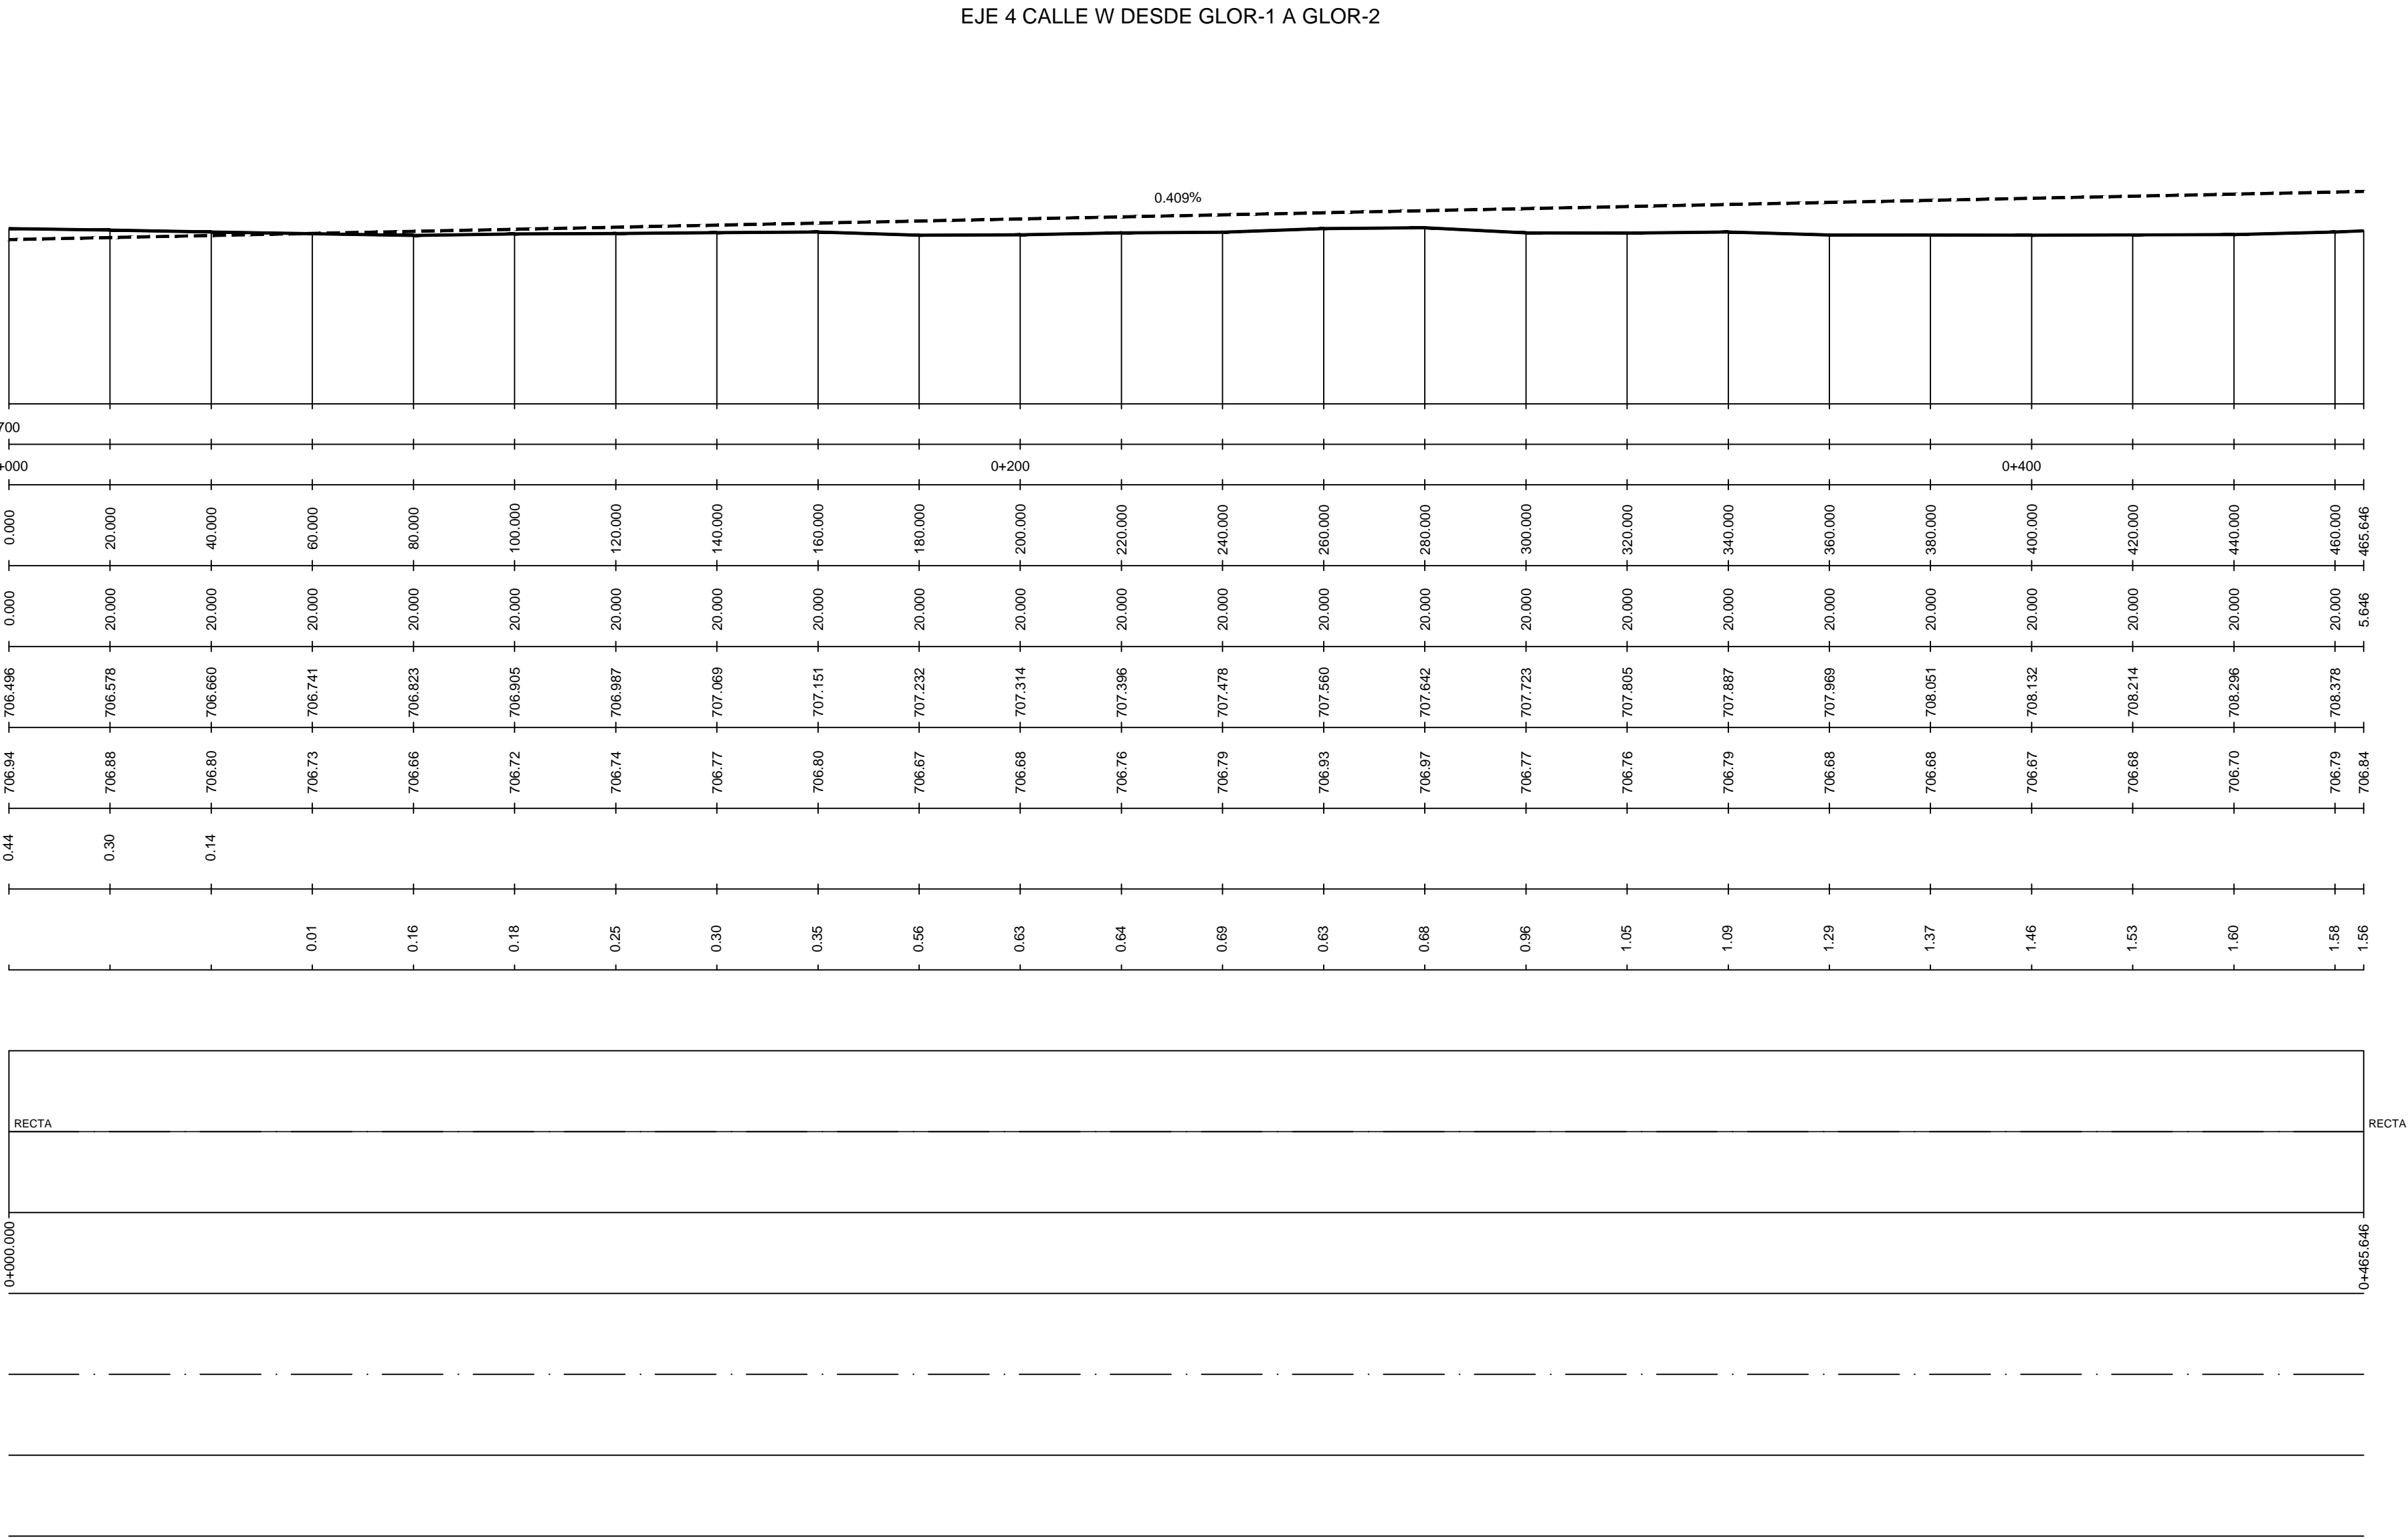 EJE 4 CALLE W DESDE GLOR-1 A GLOR-2
0.409%
700
+000 0+200 0+400
0.000 20.000 40.000 60.000 80.000 100.000 120.000 140.000 160.000 180.000 200.000 220.000 240.000 260.000 280.000 300.000 320.000 340.000 360.000 380.000 400.000 420.000 440.000 460.000 465.646
0.000 20.000 20.000 20.000 20.000 20.000 20.000 20.000 20.000 20.000 20.000 20.000 20.000 20.000 20.000 20.000 20.000 20.000 20.000 20.000 20.000 20.000 20.000 20.000 5.646
706.496 706.578 706.660 706.741 706.823 706.905 706.987 707.069 707.151 707.232 707.314 707.396 707.478 707.560 707.642 707.723 707.805 707.887 707.969 708.051 708.132 708.214 708.296 708.378
706.94 706.88 706.80 706.73 706.66 706.72 706.74 706.77 706.80 706.67 706.68 706.76 706.79 706.93 706.97 706.77 706.76 706.79 706.68 706.68 706.67 706.68 706.70 706.79 706.84
0.44 0.30 0.14
0.01 0.16 0.18 0.25 0.30 0.35 0.56 0.63 0.64 0.69 0.63 0.68 0.96 1.05 1.09 1.29 1.37 1.46 1.53 1.60 1.58 1.56
RECTA RECTA
0+000.000 0+465.646